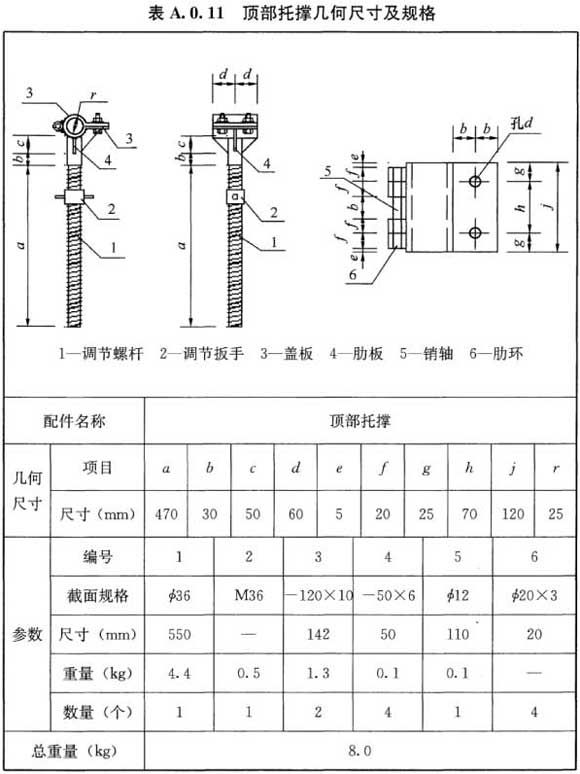 表 A.0.11 顶部托撑几何尺寸及规格
d d
3 r 3 c b 4 2 1 a
c b 4 2 1 a
b b 孔d
5 e f f b f f e 6
g h g j
1—调节螺杆 2—调节扳手 3—盖板 4—肋板 5—销轴 6—肋环
配件名称 顶部托撑
几何尺寸 项目 a b c d e f g h j r
尺寸（mm） 470 30 50 60 5 20 25 70 120 25
参数 编号 1 2 3 4 5 6
截面规格 ϕ36 M36 —120×10 —50×6 ϕ12 ϕ20×3
尺寸（mm） 550 — 142 50 110 20
重量（kg） 4.4 0.5 1.3 0.1 0.1 —
数量（个） 1 1 2 4 1 4
总重量（kg） 8.0